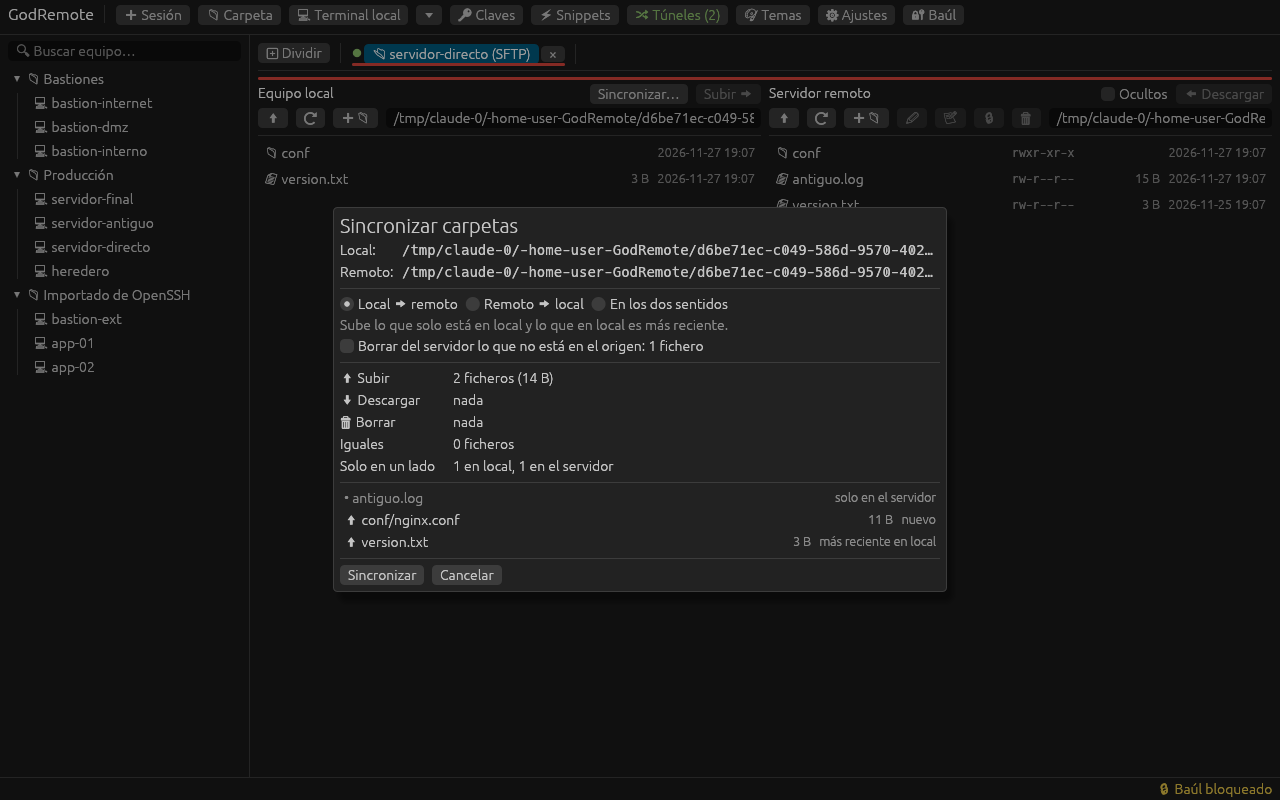 GodRemote + Sesión Carpeta Terminal local Claves Snippets Túneles (2) Temas Ajustes Baúl
Buscar equipo…
Bastiones
bastion-internet
bastion-dmz
bastion-interno
Producción
servidor-final
servidor-antiguo
servidor-directo
heredero
Importado de OpenSSH
bastion-ext
app-01
app-02
Dividir servidor-directo (SFTP) ×
Equipo local Sincronizar… Subir
/tmp/claude-0/-home-user-GodRemote/d6be71ec-c049-58
conf 2026-11-27 19:07
version.txt 3 B 2026-11-27 19:07
Servidor remoto Ocultos Descargar
/tmp/claude-0/-home-user-GodRe
conf rwxr-xr-x 2026-11-27 19:07
antiguo.log rw-r--r-- 15 B 2026-11-27 19:07
version.txt rw-r--r-- 3 B 2026-11-25 19:07
Sincronizar carpetas
Local: /tmp/claude-0/-home-user-GodRemote/d6be71ec-c049-586d-9570-402…
Remoto: /tmp/claude-0/-home-user-GodRemote/d6be71ec-c049-586d-9570-402…
Local → remoto Remoto → local En los dos sentidos
Sube lo que solo está en local y lo que en local es más reciente.
Borrar del servidor lo que no está en el origen: 1 fichero
Subir 2 ficheros (14 B)
Descargar nada
Borrar nada
Iguales 0 ficheros
Solo en un lado 1 en local, 1 en el servidor
• antiguo.log solo en el servidor
conf/nginx.conf 11 B nuevo
version.txt 3 B más reciente en local
Sincronizar Cancelar
Baúl bloqueado